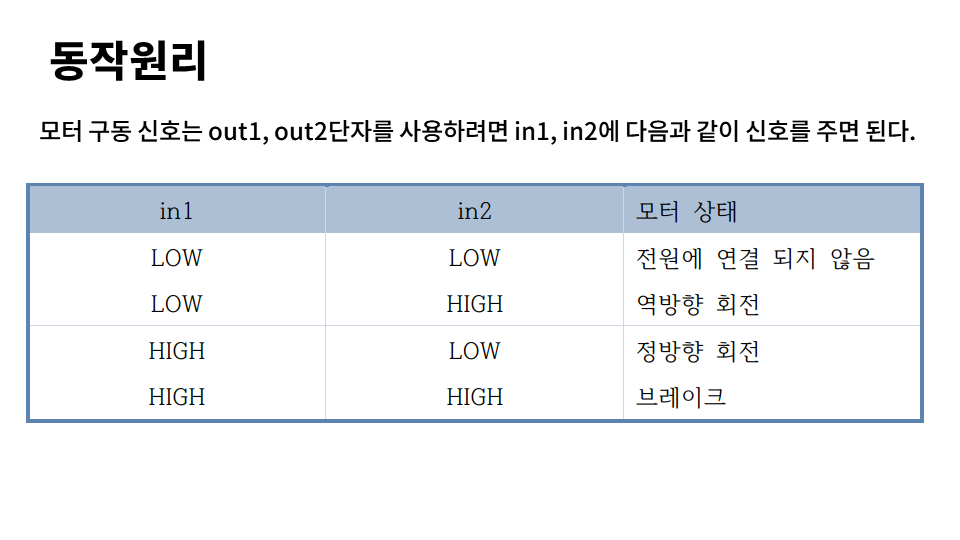 동작원리
모터 구동 신호는 out1, out2단자를 사용하려면 in1, in2에 다음과 같이 신호를 주면 된다.
in1 in2 모터 상태
LOW LOW 전원에 연결 되지 않음
LOW HIGH 역방향 회전
HIGH LOW 정방향 회전
HIGH HIGH 브레이크